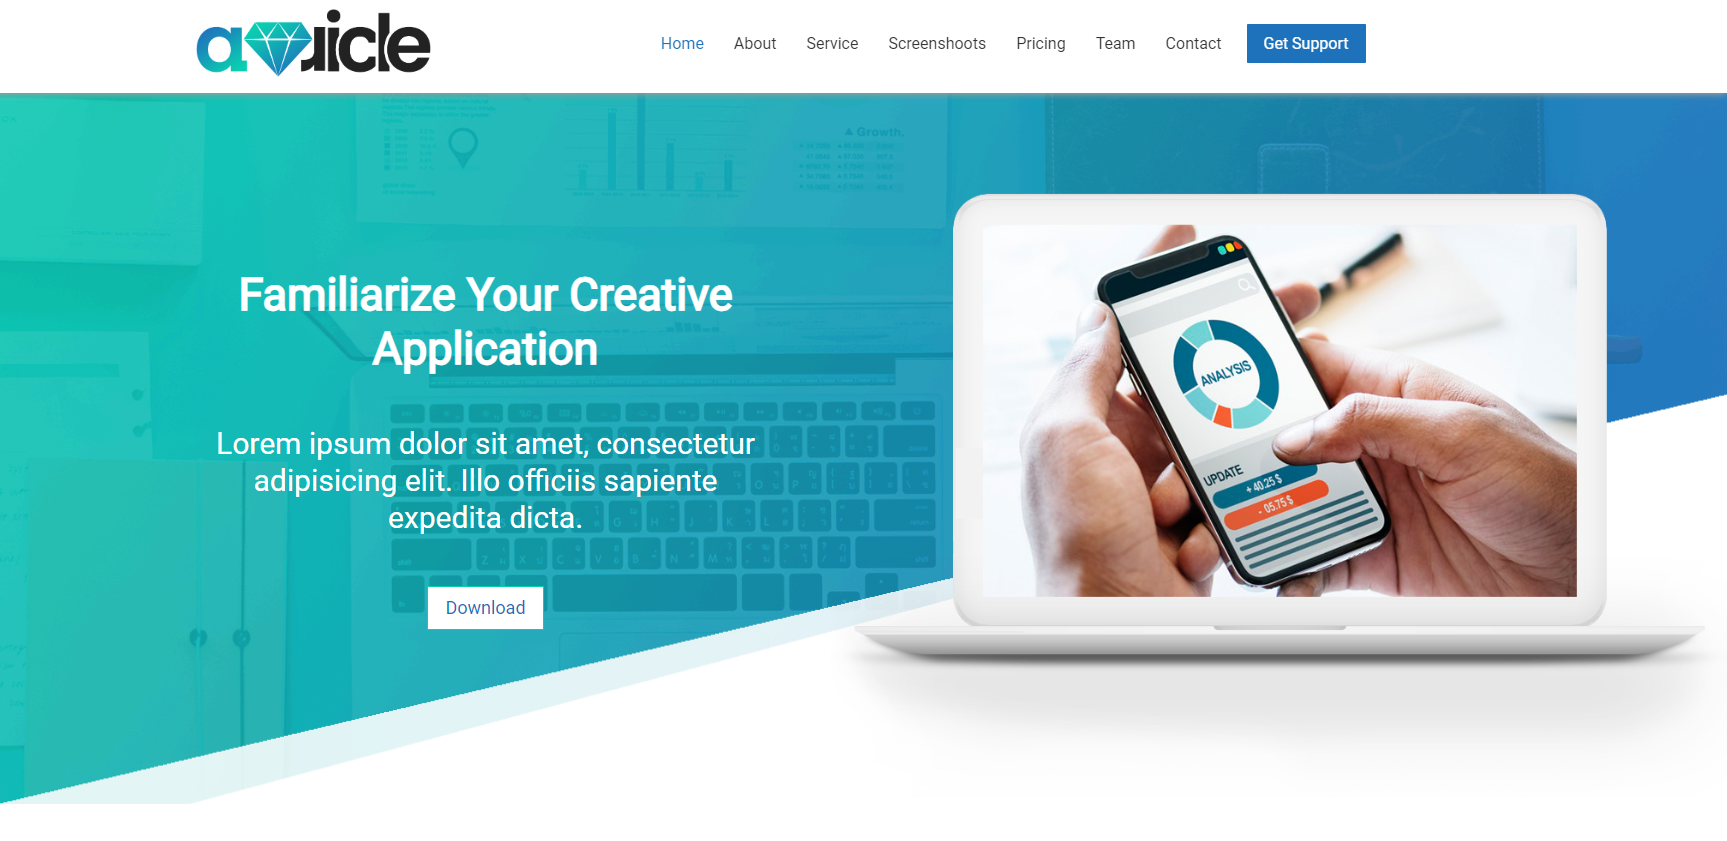 Home About Service Screenshoots Pricing Team Contact Get Support
Growth.
Familiarize Your Creative
Application
Lorem ipsum dolor sit amet, consectetur
adipisicing elit. Illo officiis sapiente
expedita dicta.
Download
ANALYSIS
UPDATE
+ 40.25 $
- 05.75 $